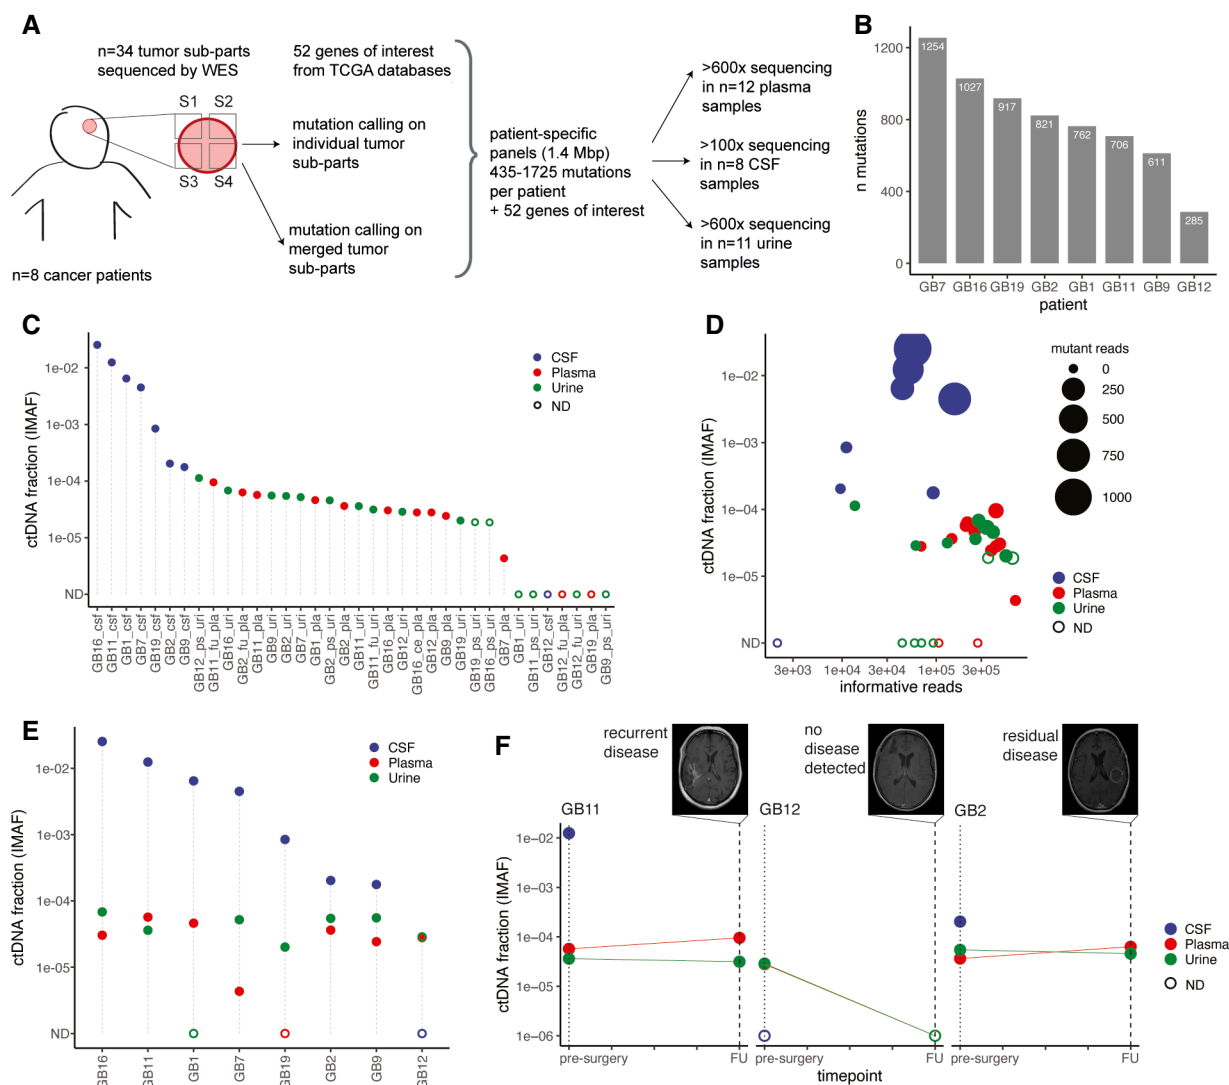 A
n=34 tumor sub-parts
sequenced by WES
52 genes of interest
from TCGA databases
S1 S2
S3 S4
mutation calling on
individual tumor
sub-parts
mutation calling on
merged tumor
sub-parts
n=8 cancer patients
patient-specific
panels (1.4 Mbp)
435-1725 mutations
per patient
+ 52 genes of interest
>600x sequencing
in n=12 plasma
samples
>100x sequencing
in n=8 CSF
samples
>600x sequencing
in n=11 urine
samples
B
n mutations
1200
800
400
0
1254
1027
917
821
762
706
611
285
GB7 GB16 GB19 GB2 GB1 GB11 GB9 GB12
patient
C
ctDNA fraction (IMAF)
1e-02
1e-03
1e-04
1e-05
ND
CSF
Plasma
Urine
ND
GB16_csf
GB11_csf
GB1_csf
GB7_csf
GB19_csf
GB2_csf
GB9_csf
GB12_ps_uri
GB11_fu_pla
GB16_uri
GB2_fu_pla
GB11_pla
GB9_uri
GB2_uri
GB7_uri
GB1_pla
GB2_ps_uri
GB2_pla
GB11_uri
GB11_fu_uri
GB16_pla
GB12_uri
GB16_ce_pla
GB12_pla
GB9_pla
GB19_uri
GB19_ps_uri
GB16_ps_uri
GB7_pla
GB1_uri
GB11_ps_uri
GB12_csf
GB12_fu_pla
GB12_fu_uri
GB19_pla
GB9_ps_uri
D
ctDNA fraction (IMAF)
1e-02
1e-03
1e-04
1e-05
ND
3e+03 1e+04 3e+04 1e+05 3e+05
informative reads
mutant reads
0
250
500
750
1000
CSF
Plasma
Urine
ND
E
ctDNA fraction (IMAF)
1e-02
1e-03
1e-04
1e-05
ND
CSF
Plasma
Urine
GB16
GB11
GB1
GB7
GB19
GB2
GB9
GB12
F
recurrent
disease
no
disease
detected
residual
disease
GB11 GB12 GB2
ctDNA fraction (IMAF)
1e-02
1e-03
1e-04
1e-05
1e-06
pre-surgery FU pre-surgery FU pre-surgery FU
timepoint
CSF
Plasma
Urine
ND